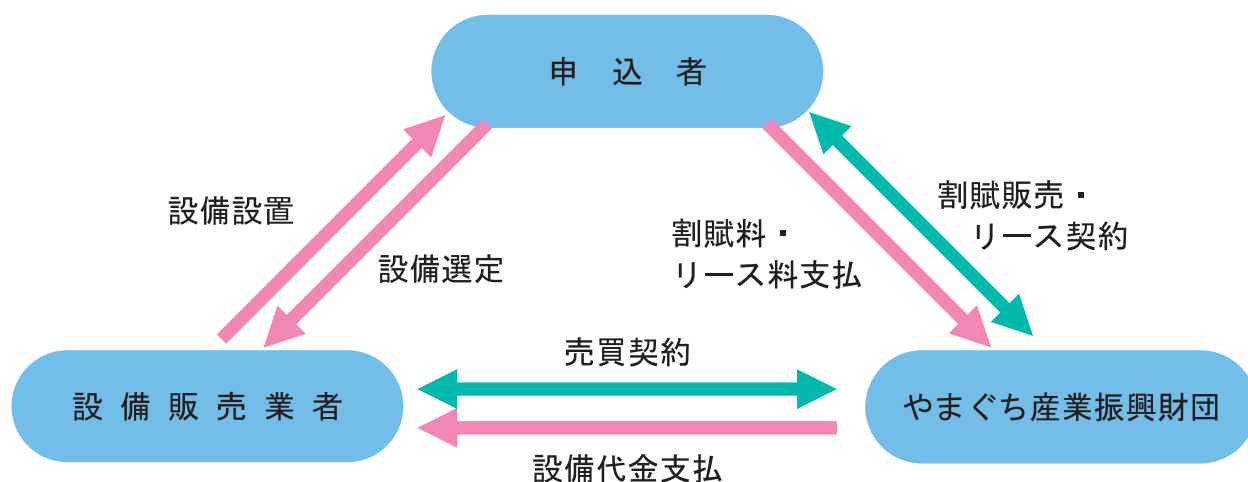 申込者
設備設置
設備選定
割賦料・
リース料支払
割賦販売・
リース契約
売買契約
設備販売業者
やまぐち産業振興財団
設備代金支払